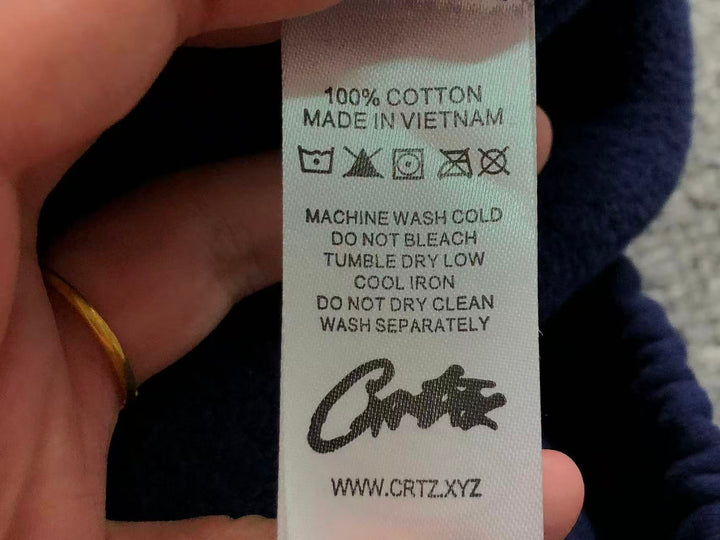 100% COTTON
MADE IN VIETNAM
MACHINE WASH COLD
DO NOT BLEACH
TUMBLE DRY LOW
COOL IRON
DO NOT DRY CLEAN
WASH SEPARATELY
WWW.CRTZ.XYZ